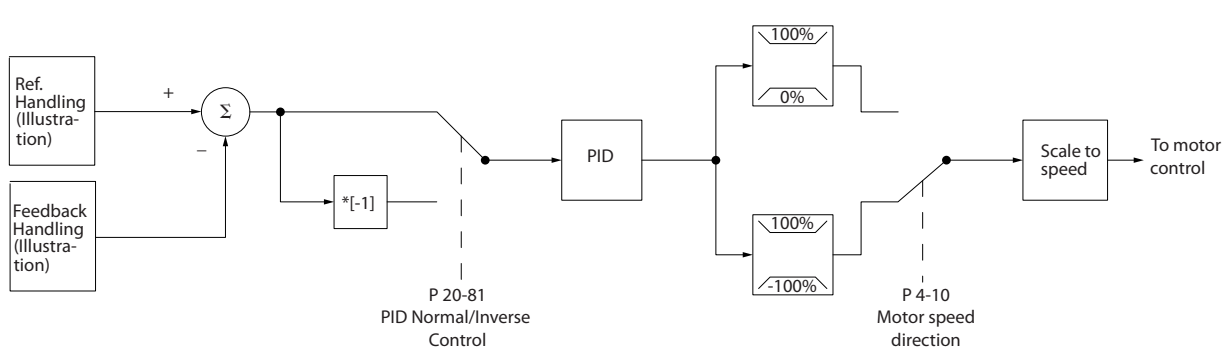 Ref.
Handling
(Illustra-
tion)
+
Σ
–
Feedback
Handling
(Illustra-
tion)
*[-1]
P 20-81
PID Normal/Inverse
Control
PID
100%
0%
100%
-100%
P 4-10
Motor speed
direction
Scale to
speed
To motor
control